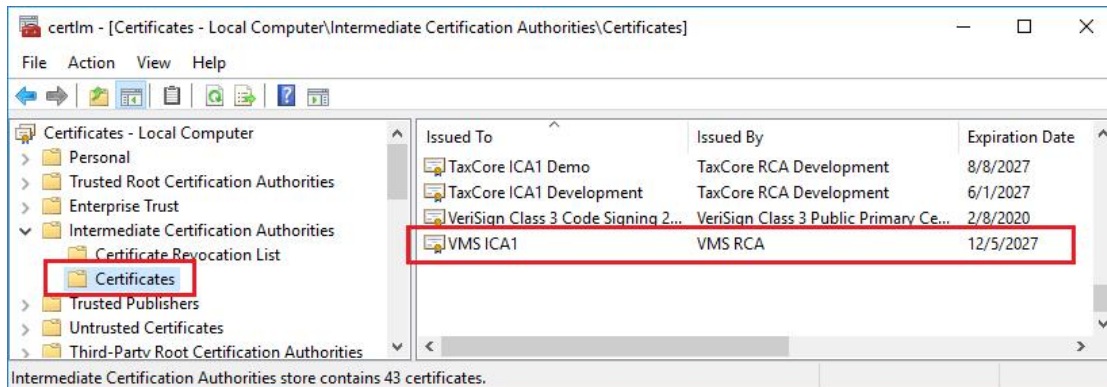 certlm - [Certificates - Local Computer\Intermediate Certification Authorities\Certificates]
File Action View Help
Certificates - Local Computer
Personal
Trusted Root Certification Authorities
Enterprise Trust
Intermediate Certification Authorities
Certificate Revocation List
Certificates
Trusted Publishers
Untrusted Certificates
Third-Party Root Certification Authorities
Issued To Issued By Expiration Date
TaxCore ICA1 Demo TaxCore RCA Development 8/8/2027
TaxCore ICA1 Development TaxCore RCA Development 6/1/2027
VeriSign Class 3 Code Signing 2... VeriSign Class 3 Public Primary Ce... 2/8/2020
VMS ICA1 VMS RCA 12/5/2027
Intermediate Certification Authorities store contains 43 certificates.